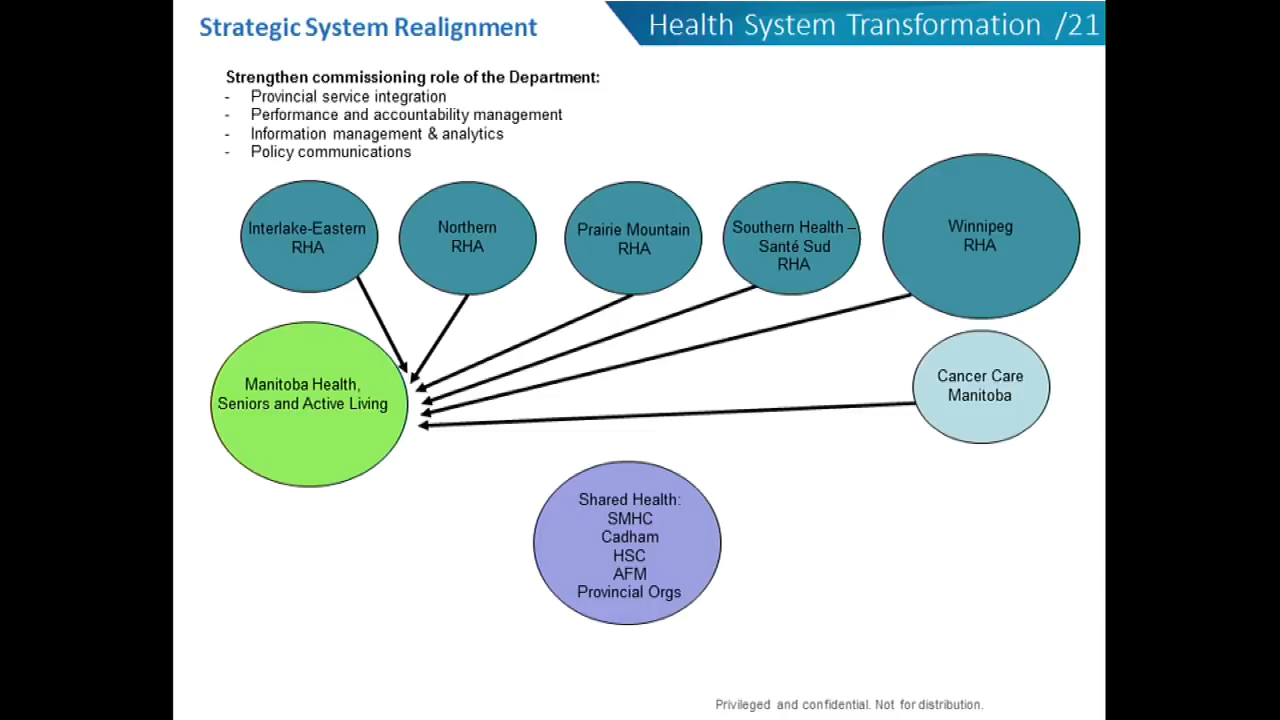 Strategic System Realignment
Health System Transformation /21
Strengthen commissioning role of the Department:
- Provincial service integration
- Performance and accountability management
- Information management & analytics
- Policy communications
Interlake-Eastern
RHA
Northern
RHA
Prairie Mountain
RHA
Southern Health –
Santé Sud
RHA
Winnipeg
RHA
Manitoba Health,
Seniors and Active Living
Cancer Care
Manitoba
Shared Health:
SMHC
Cadham
HSC
AFM
Provincial Orgs
Privileged and confidential. Not for distribution.